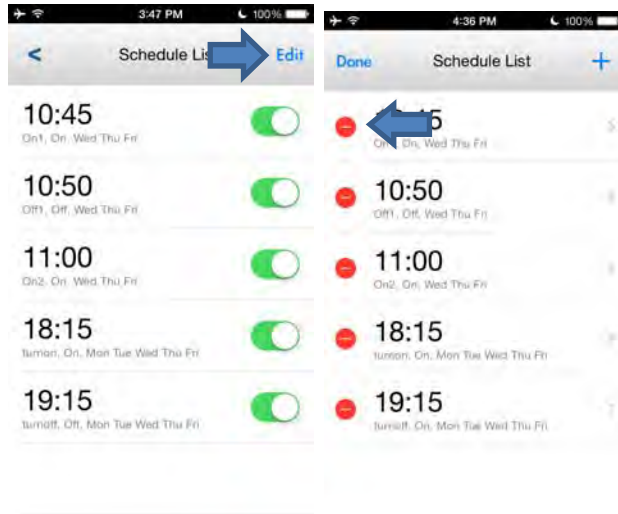 3:47 PM 100%
< Schedule Li Edit
10:45
On1, On, Wed Thu Fri
10:50
Off1, Off, Wed Thu Fri
11:00
On2, On, Wed Thu Fri
18:15
turnon, On, Mon Tue Wed Thu Fri
19:15
turnoff, Off, Mon Tue Wed Thu Fri
4:36 PM 100%
Done Schedule List +
On, Wed Thu Fri
10:50
Off1, Off, Wed Thu Fri
11:00
On2, On, Wed Thu Fri
18:15
turnon, On, Mon Tue Wed Thu Fri
19:15
turnoff, On, Mon Tue Wed Thu Fri